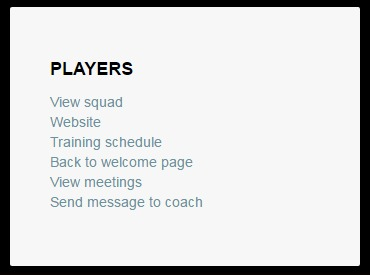 PLAYERS
View squad
Website
Training schedule
Back to welcome page
View meetings
Send message to coach